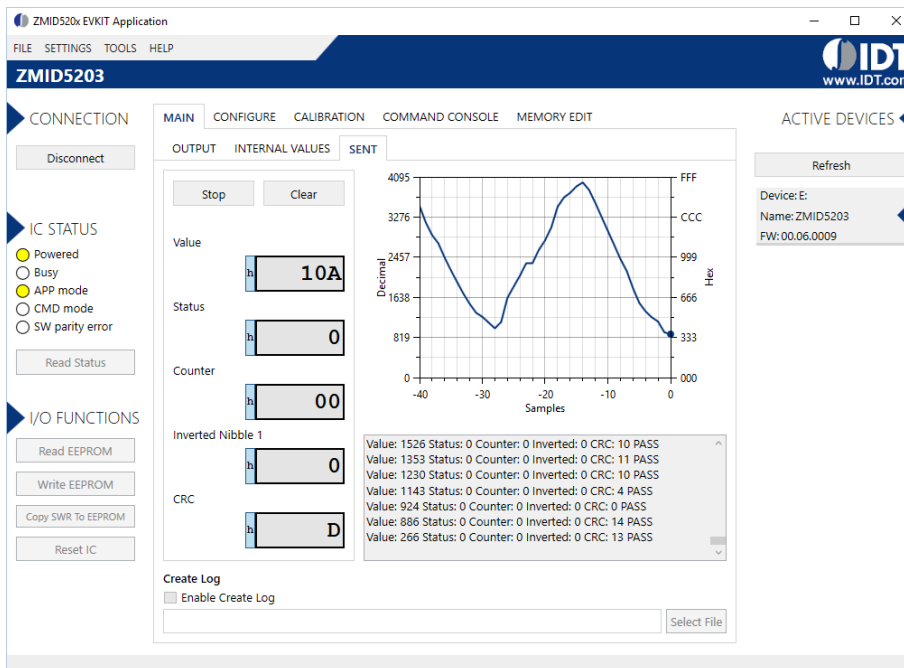 ZMID520x EVKIT Application
FILE SETTINGS TOOLS HELP
IDT
www.IDT.com
ZMID5203
CONNECTION
Disconnect
IC STATUS
Powered
Busy
APP mode
CMD mode
SW parity error
Read Status
I/O FUNCTIONS
Read EEPROM
Write EEPROM
Copy SWR To EEPROM
Reset IC
MAIN CONFIGURE CALIBRATION COMMAND CONSOLE MEMORY EDIT
OUTPUT INTERNAL VALUES SENT
Stop Clear
Value
h 10A
Status
h 0
Counter
h 00
Inverted Nibble 1
h 0
CRC
h D
4095 FFF
3276 CCC
2457 999
1638 666
819 333
0 000
Decimal
Hex
-40 -30 -20 -10 0
Samples
Value: 1526 Status: 0 Counter: 0 Inverted: 0 CRC: 10 PASS
Value: 1353 Status: 0 Counter: 0 Inverted: 0 CRC: 11 PASS
Value: 1230 Status: 0 Counter: 0 Inverted: 0 CRC: 10 PASS
Value: 1143 Status: 0 Counter: 0 Inverted: 0 CRC: 4 PASS
Value: 924 Status: 0 Counter: 0 Inverted: 0 CRC: 0 PASS
Value: 886 Status: 0 Counter: 0 Inverted: 0 CRC: 14 PASS
Value: 266 Status: 0 Counter: 0 Inverted: 0 CRC: 13 PASS
Create Log
Enable Create Log
Select File
ACTIVE DEVICES
Refresh
Device: E:
Name: ZMID5203
FW: 00.06.0009